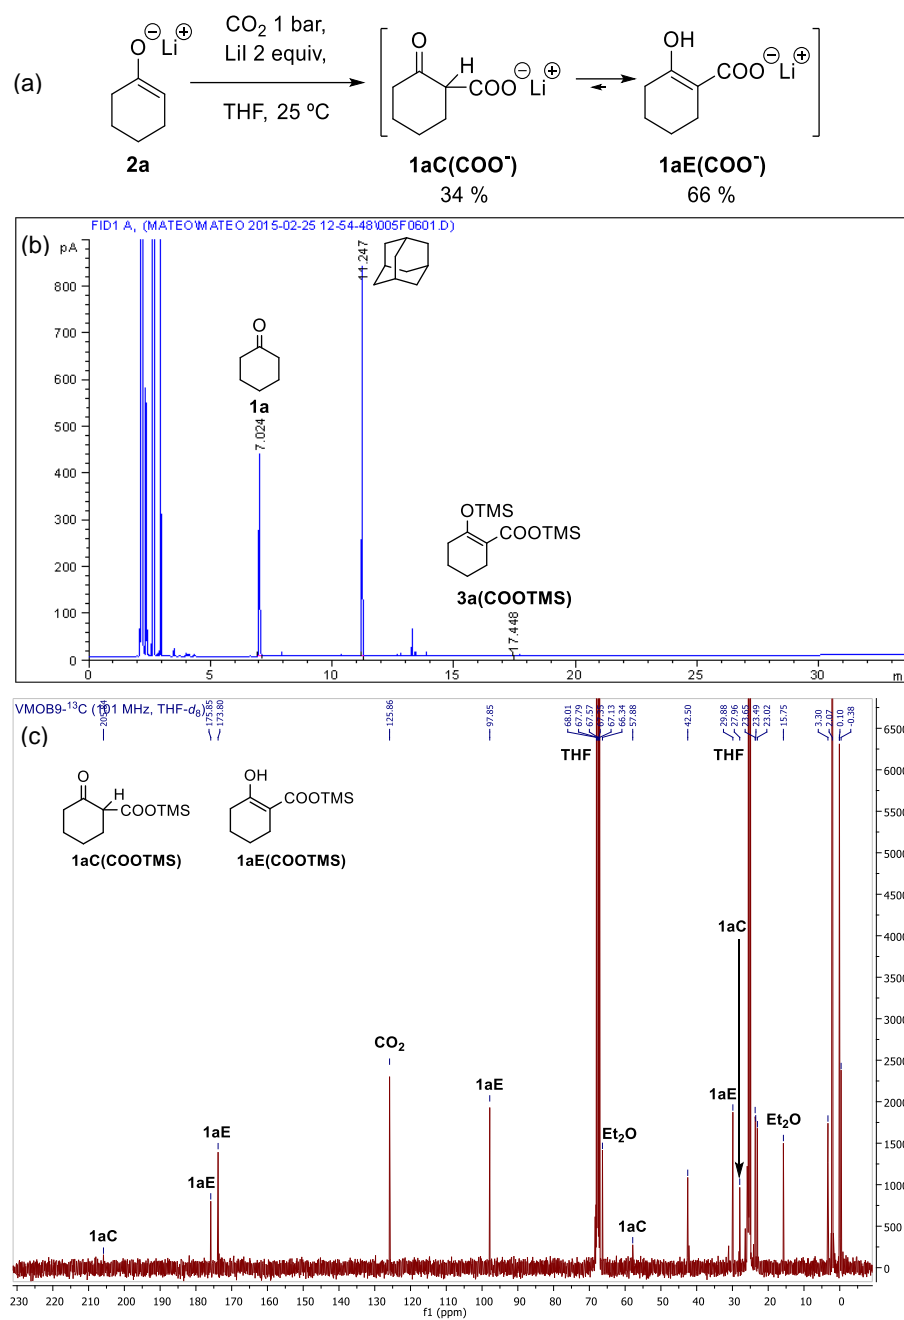 (a)
O⊖Li⊕
2a
CO2 1 bar,
LiI 2 equiv,
THF, 25 ºC
O
H
COO⊖Li⊕
1aC(COO-)
34 %
OH
COO⊖Li⊕
1aE(COO-)
66 %
FID1 A, (MATEO\MATEO 2015-02-25 12-54-48\005F0601.D)
(b)
pA
800
700
600
500
400
300
200
100
0
O
1a
7.024
11.247
OTMS
COOTMS
3a(COOTMS)
17.448
0 5 10 15 20 25 30 m
VMOB9-13C (101 MHz, THF-d8)
(c)
175.85
173.80
125.86
97.85
68.01
67.79
67.57
67.35
67.13
66.34
57.88
42.50
29.88
27.96
23.65
23.49
23.02
15.75
3.30
2.07
0.10
-0.38
O
H
COOTMS
1aC(COOTMS)
OH
COOTMS
1aE(COOTMS)
THF
THF
1aC
CO2
1aE
1aE
Et2O
Et2O
1aE
1aE
1aC
1aC
6500
6000
5500
5000
4500
4000
3500
3000
2500
2000
1500
1000
500
0
230 220 210 200 190 180 170 160 150 140 130 120 110 100 90 80 70 60 50 40 30 20 10 0
f1 (ppm)